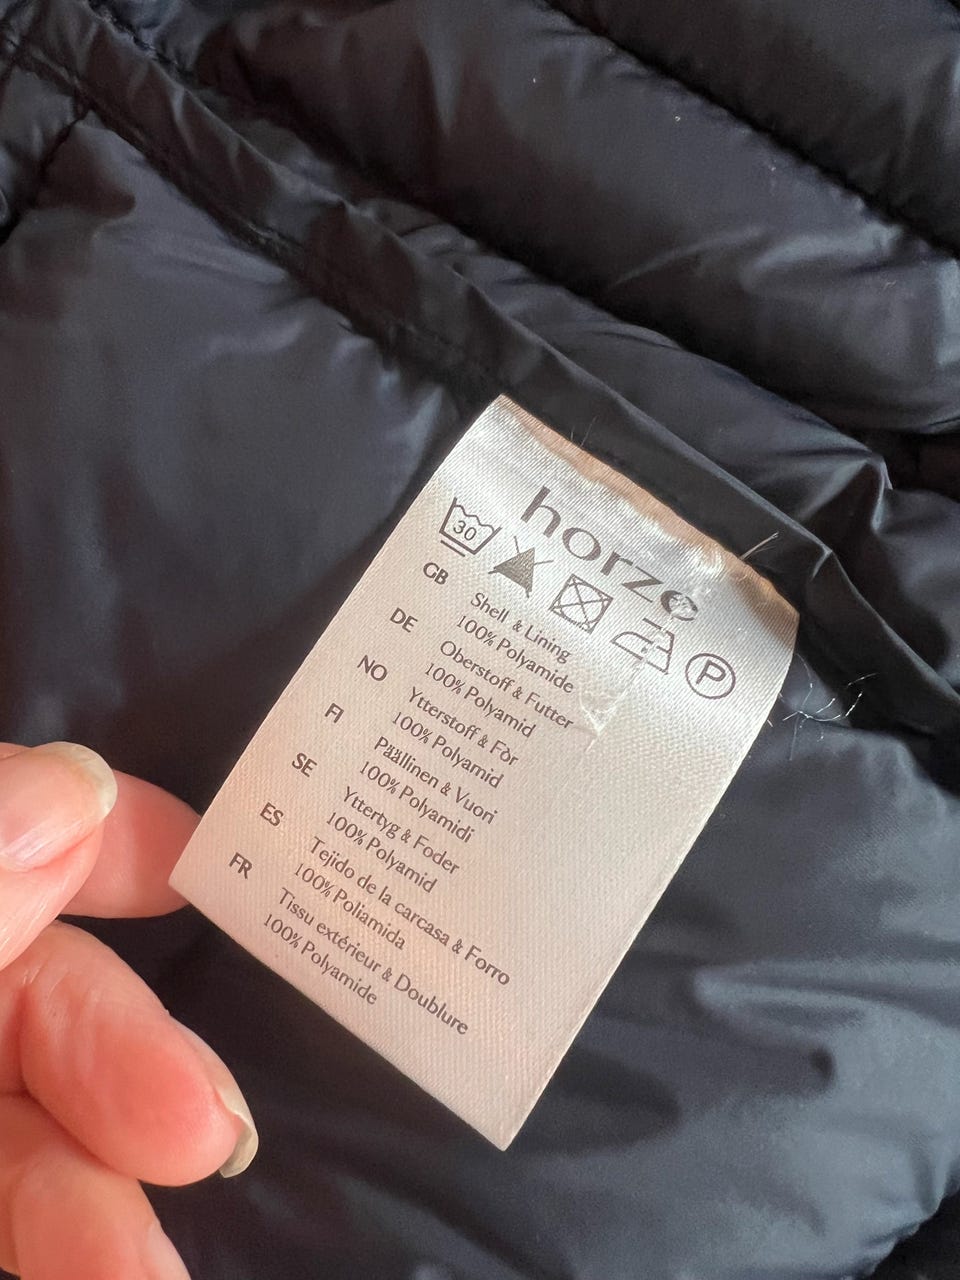 horze
30
P
GB Shell & Lining
100% Polyamide
DE Oberstoff & Futter
100% Polyamid
NO Ytterstoff & Fòr
100% Polyamid
FI Päällinen & Vuori
100% Polyamidi
SE Yttertyg & Foder
100% Polyamid
ES Tejido de la carcasa & Forro
100% Poliamida
FR Tissu extérieur & Doublure
100% Polyamide